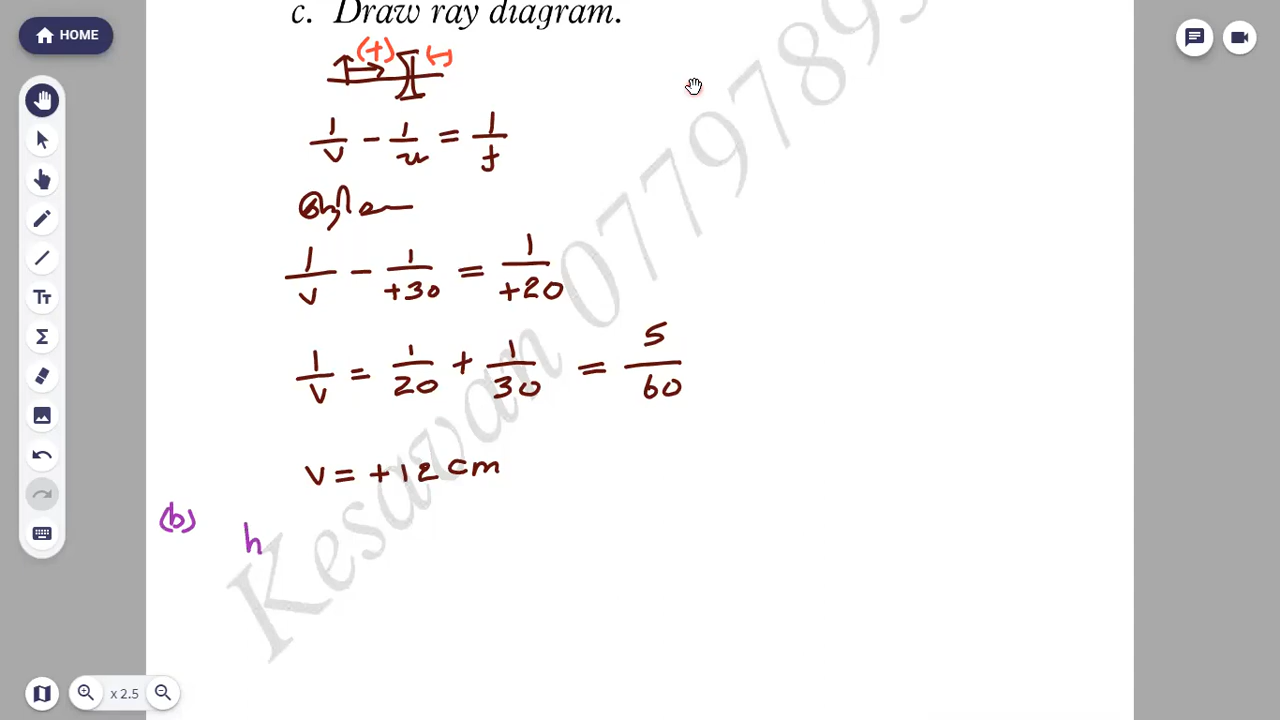 HOME
c. Draw ray diagram.
(+) (-)
1/v - 1/u = 1/f
1/v - 1/+30 = 1/+20
1/v = 1/20 + 1/30 = 5/60
v = +12 cm
(b) h
Kesavan 0779789
x 2.5